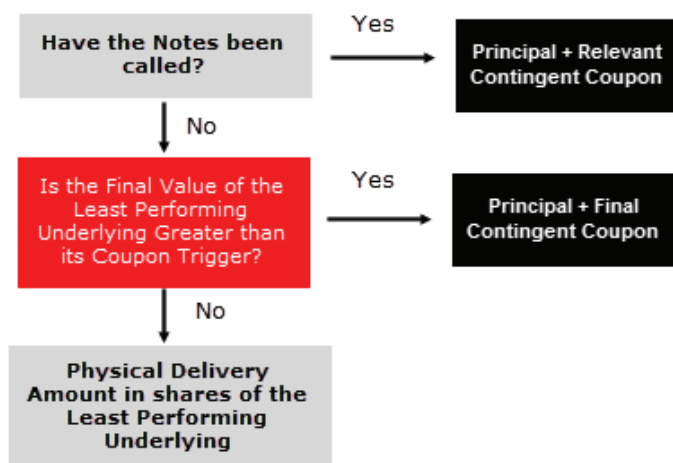 Have the Notes been
called?
Yes
Principal + Relevant
Contingent Coupon
No
Is the Final Value of the
Least Performing
Underlying Greater than
its Coupon Trigger?
Yes
Principal + Final
Contingent Coupon
No
Physical Delivery
Amount in shares of the
Least Performing
Underlying